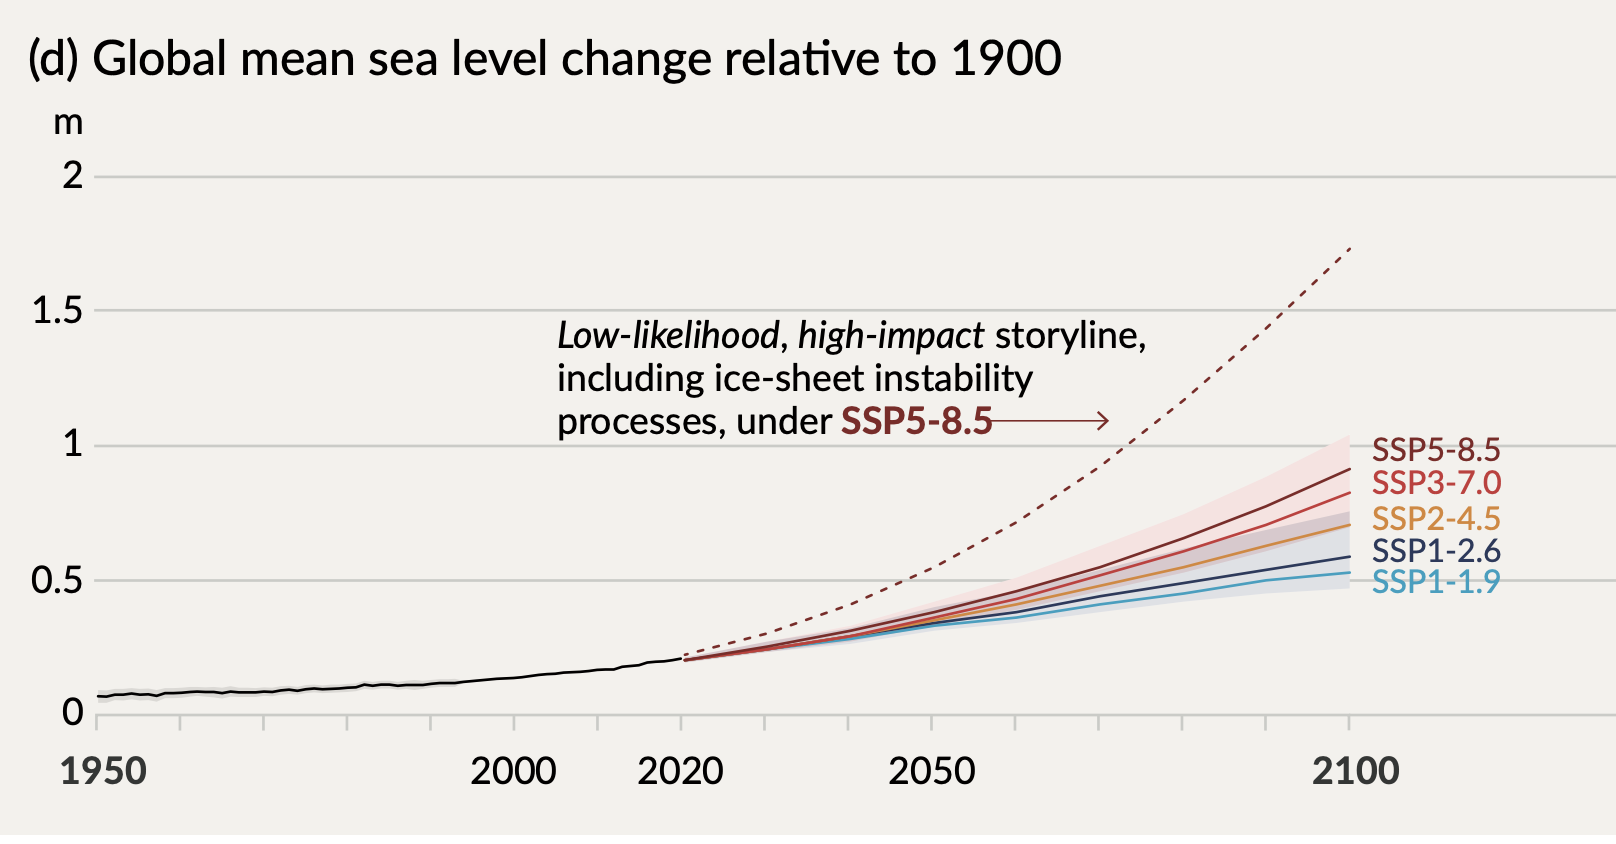 (d) Global mean sea level change relative to 1900
m
2
1.5
Low-likelihood, high-impact storyline,
including ice-sheet instability
processes, under SSP5-8.5
1
SSP5-8.5
SSP3-7.0
SSP2-4.5
SSP1-2.6
SSP1-1.9
0.5
0
1950 2000 2020 2050 2100